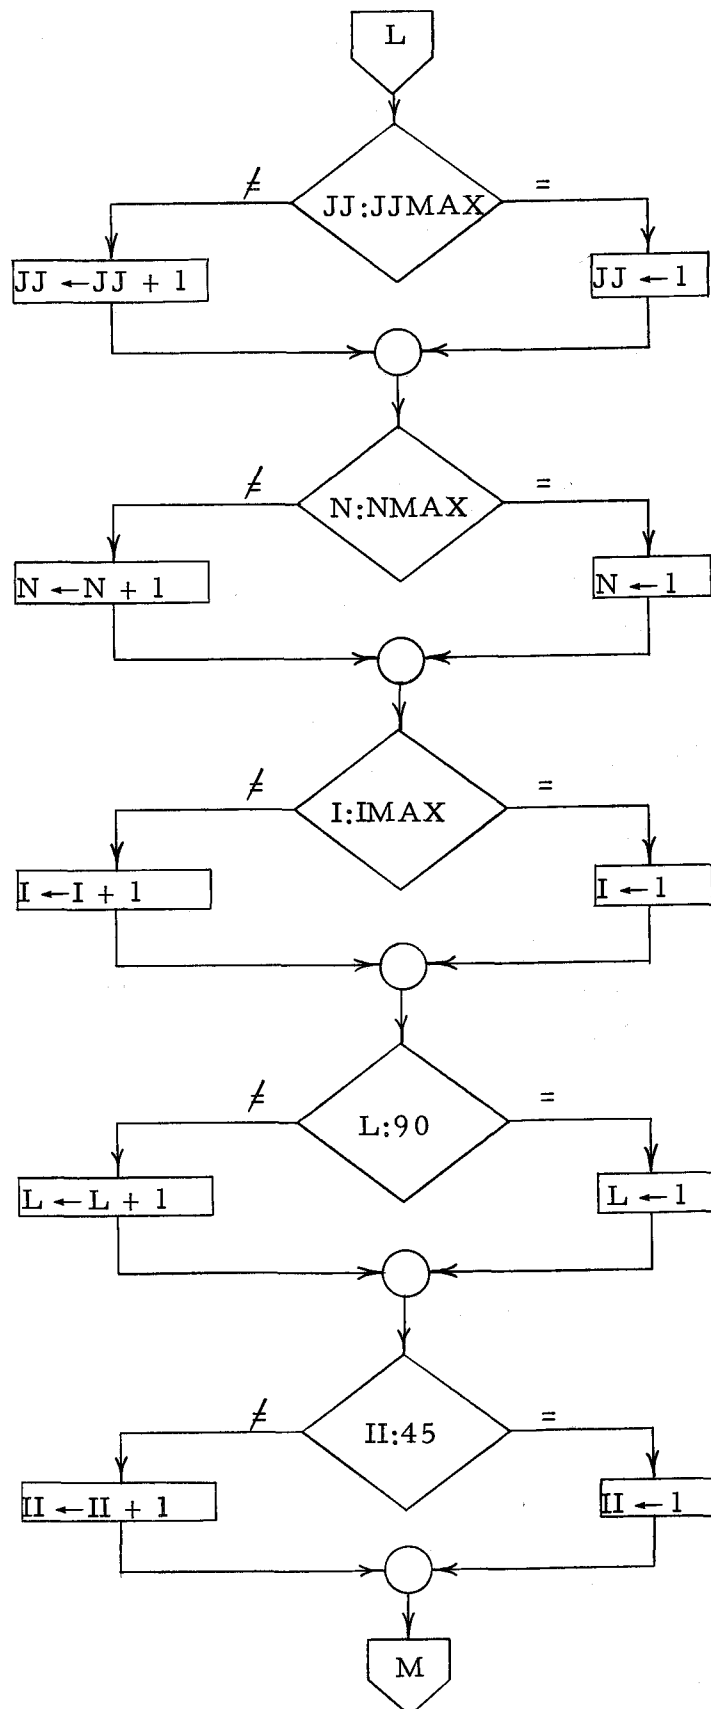 L
≠
=
JJ:JJMAX
JJ ← JJ + 1
JJ ← 1
≠
=
N:NMAX
N ← N + 1
N ← 1
≠
=
I:IMAX
I ← I + 1
I ← 1
≠
=
L:90
L ← L + 1
L ← 1
≠
=
II:45
II ← II + 1
II ← 1
M